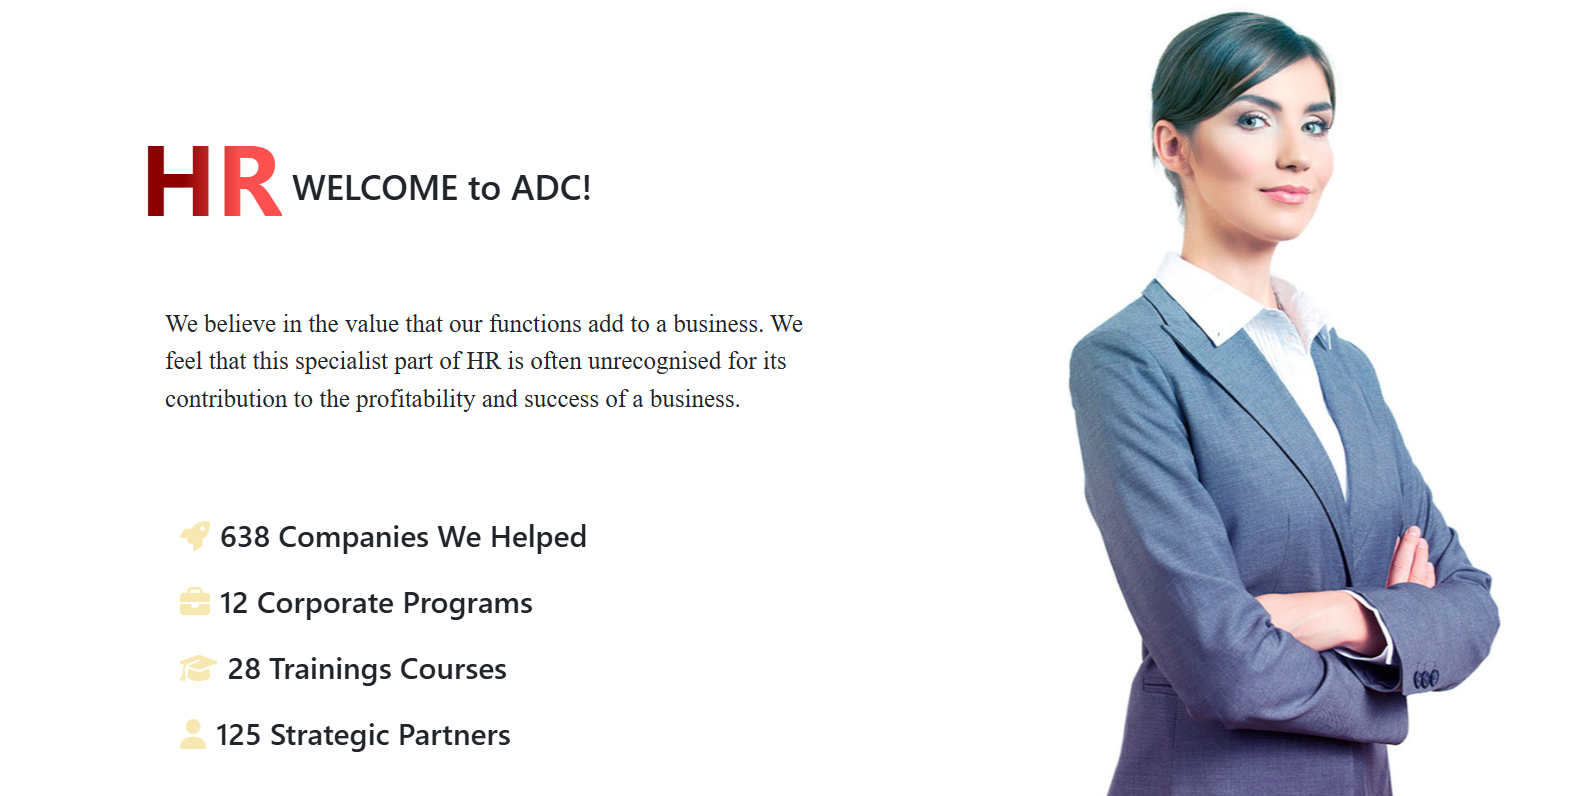 HR WELCOME to ADC!
We believe in the value that our functions add to a business. We
feel that this specialist part of HR is often unrecognised for its
contribution to the profitability and success of a business.
638 Companies We Helped
12 Corporate Programs
28 Trainings Courses
125 Strategic Partners